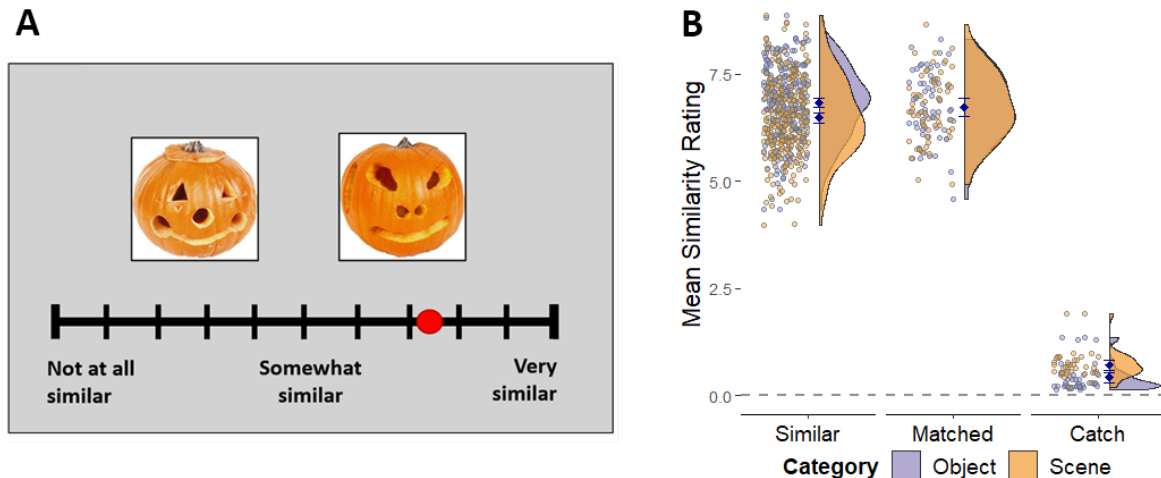 A
Not at all
similar
Somewhat
similar
Very
similar
B
Mean Similarity Rating
7.5
5.0
2.5
0.0
Similar Matched Catch
Category Object Scene